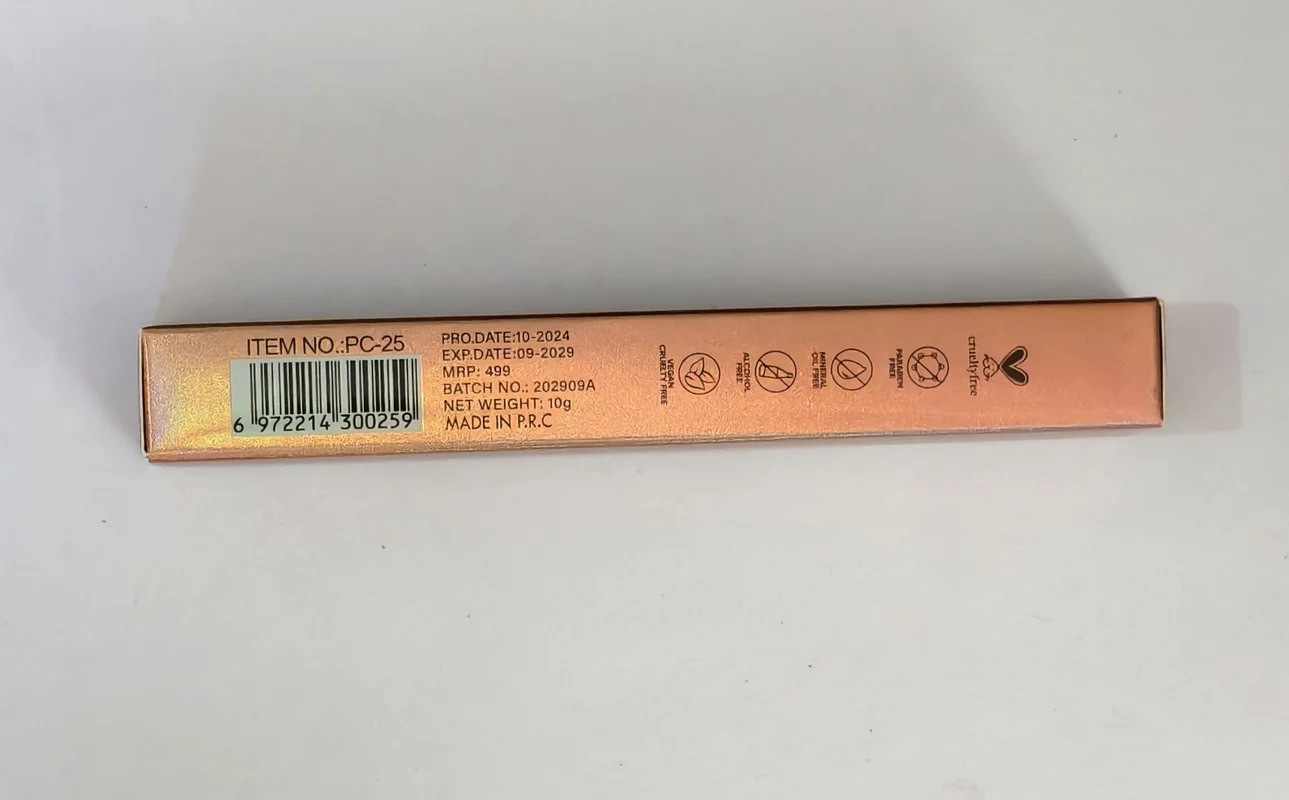 ITEM NO.:PC-25
6 972214 300259
PRO.DATE:10-2024
EXP.DATE:09-2029
MRP: 499
BATCH NO.: 202909A
NET WEIGHT: 10g
MADE IN P.R.C
VEGAN
CRUELTY FREE
ALCOHOL
FREE
MINERAL
OIL FREE
PARABEN
FREE
crueltyfree